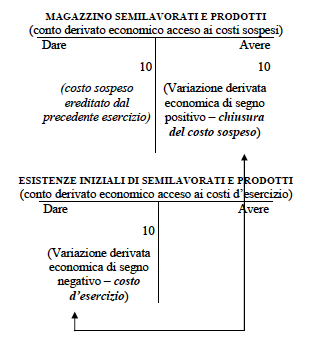 MAGAZZINO SEMILAVORATI E PRODOTTI
(conto derivato economico acceso ai costi sospesi)
Dare Avere
10 10
(costo sospeso
ereditato dal
precedente esercizio)
(Variazione derivata
economica di segno
positivo – chiusura
del costo sospeso)
ESISTENZE INIZIALI DI SEMILAVORATI E PRODOTTI
(conto derivato economico acceso ai costi d'esercizio)
Dare Avere
10
(Variazione derivata
economica di segno
negativo – costo
d'esercizio)